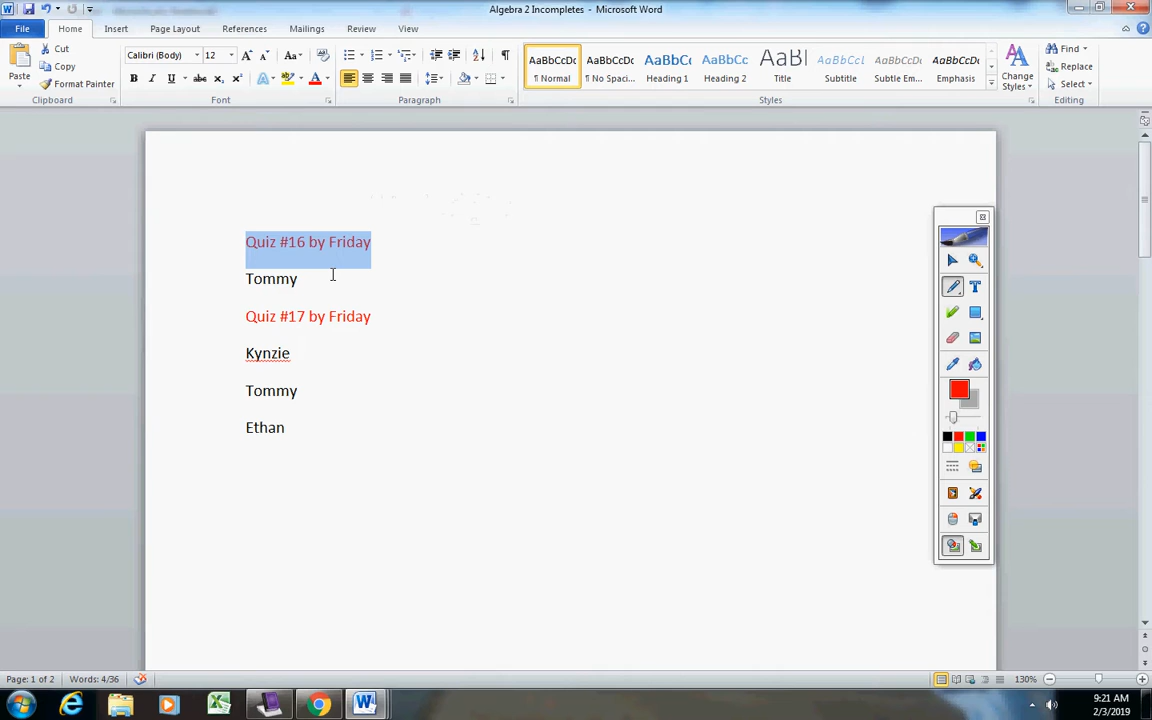 Algebra 2 Incompletes - Microsoft Word
File Home Insert Page Layout References Mailings Review View
Paste Cut Copy Format Painter
Calibri (Body) 12
AaBbCcDc AaBbCcDc AaBbCc AaBbCc AaBl AaBbCcL AaBbCcDc AaBbCcDc
¶ Normal ¶ No Spaci... Heading 1 Heading 2 Title Subtitle Subtle Em... Emphasis
Change Styles
Find Replace Select
Clipboard Font Paragraph Styles Editing
Quiz #16 by Friday
Tommy
Quiz #17 by Friday
Kynzie
Tommy
Ethan
Page: 1 of 2 Words: 4/36 130%
9:21 AM
2/3/2019